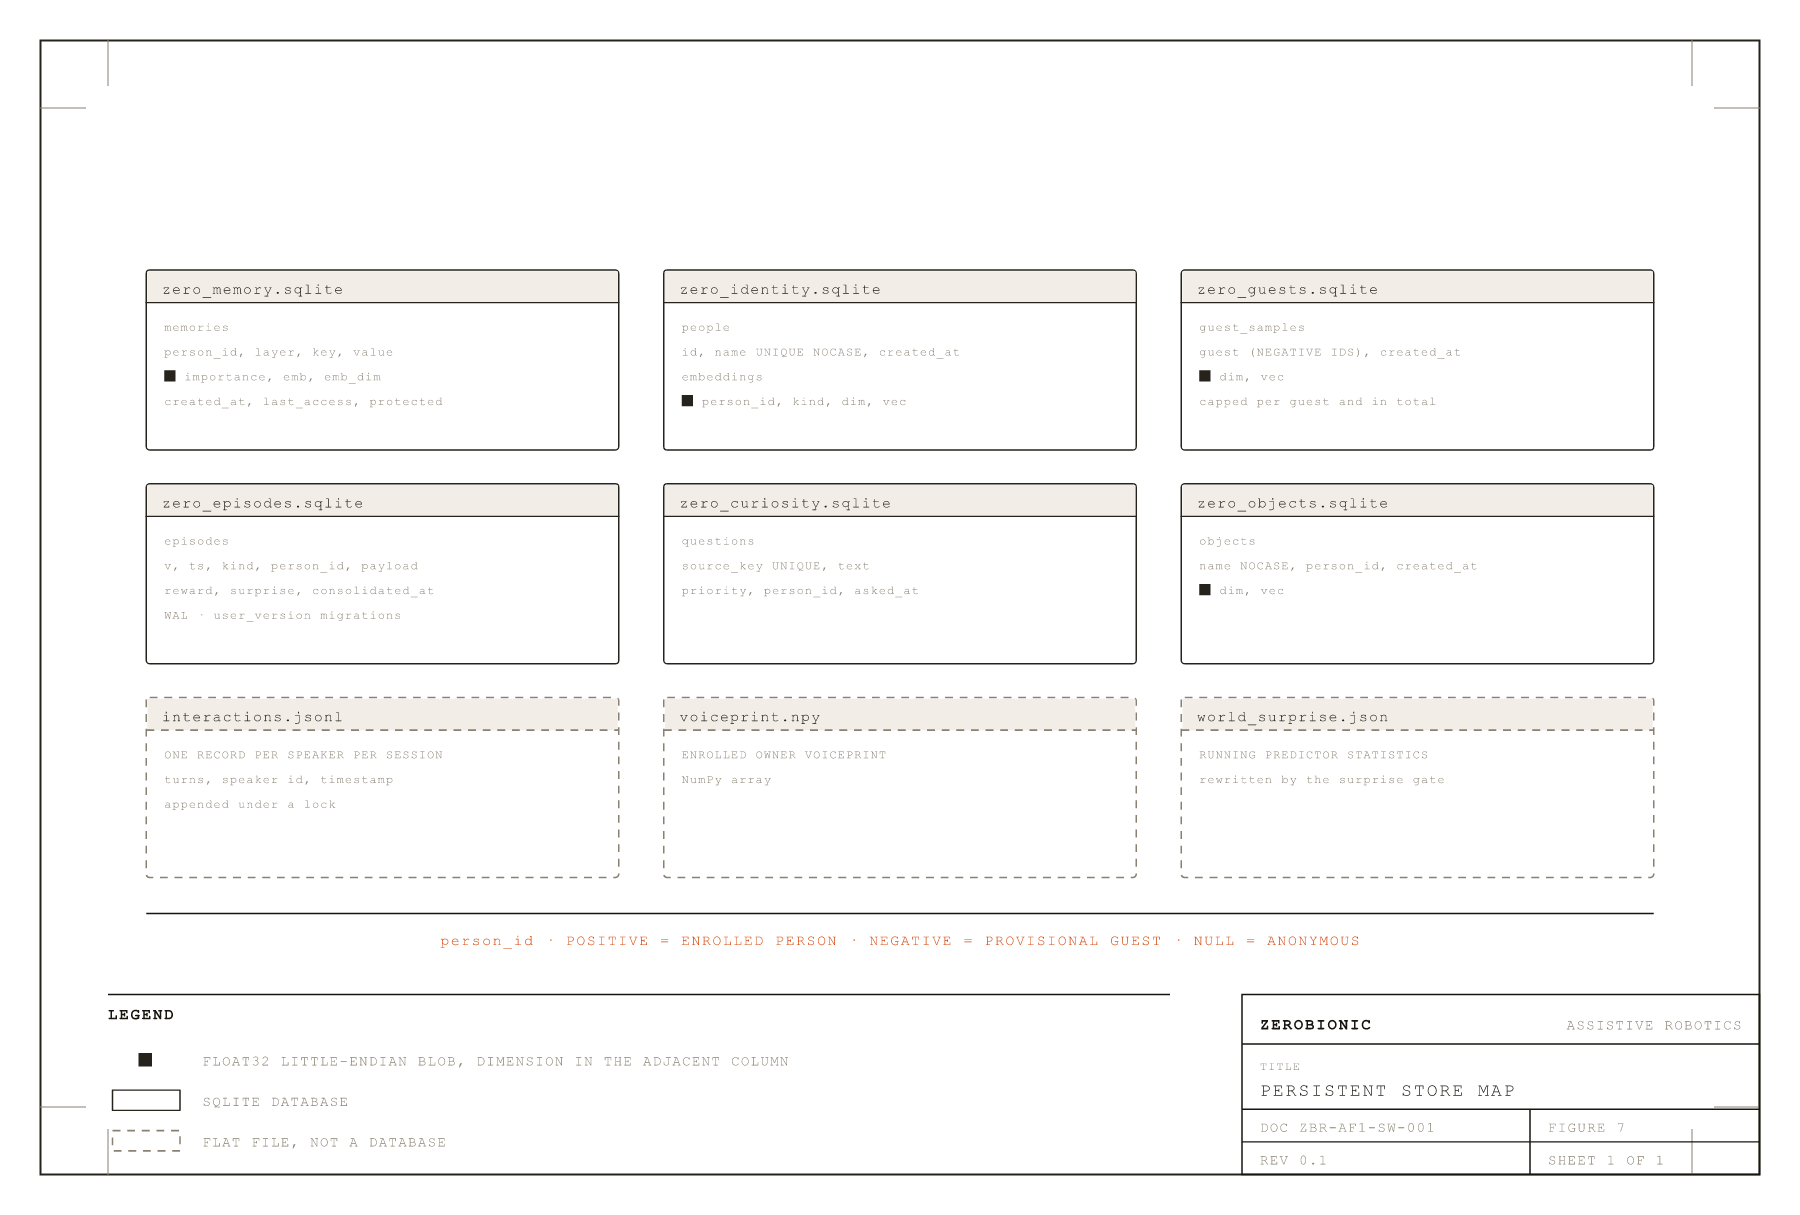 zero_memory.sqlite
memories
person_id, layer, key, value
importance, emb, emb_dim
created_at, last_access, protected
zero_identity.sqlite
people
id, name UNIQUE NOCASE, created_at
embeddings
person_id, kind, dim, vec
zero_guests.sqlite
guest_samples
guest (NEGATIVE IDS), created_at
dim, vec
capped per guest and in total
zero_episodes.sqlite
episodes
v, ts, kind, person_id, payload
reward, surprise, consolidated_at
WAL · user_version migrations
zero_curiosity.sqlite
questions
source_key UNIQUE, text
priority, person_id, asked_at
zero_objects.sqlite
objects
name NOCASE, person_id, created_at
dim, vec
interactions.jsonl
ONE RECORD PER SPEAKER PER SESSION
turns, speaker id, timestamp
appended under a lock
voiceprint.npy
ENROLLED OWNER VOICEPRINT
NumPy array
world_surprise.json
RUNNING PREDICTOR STATISTICS
rewritten by the surprise gate
person_id · POSITIVE = ENROLLED PERSON · NEGATIVE = PROVISIONAL GUEST · NULL = ANONYMOUS
LEGEND
FLOAT32 LITTLE-ENDIAN BLOB, DIMENSION IN THE ADJACENT COLUMN
SQLITE DATABASE
FLAT FILE, NOT A DATABASE
ZEROBIONIC
ASSISTIVE ROBOTICS
TITLE
PERSISTENT STORE MAP
DOC ZBR-AF1-SW-001
FIGURE 7
REV 0.1
SHEET 1 OF 1